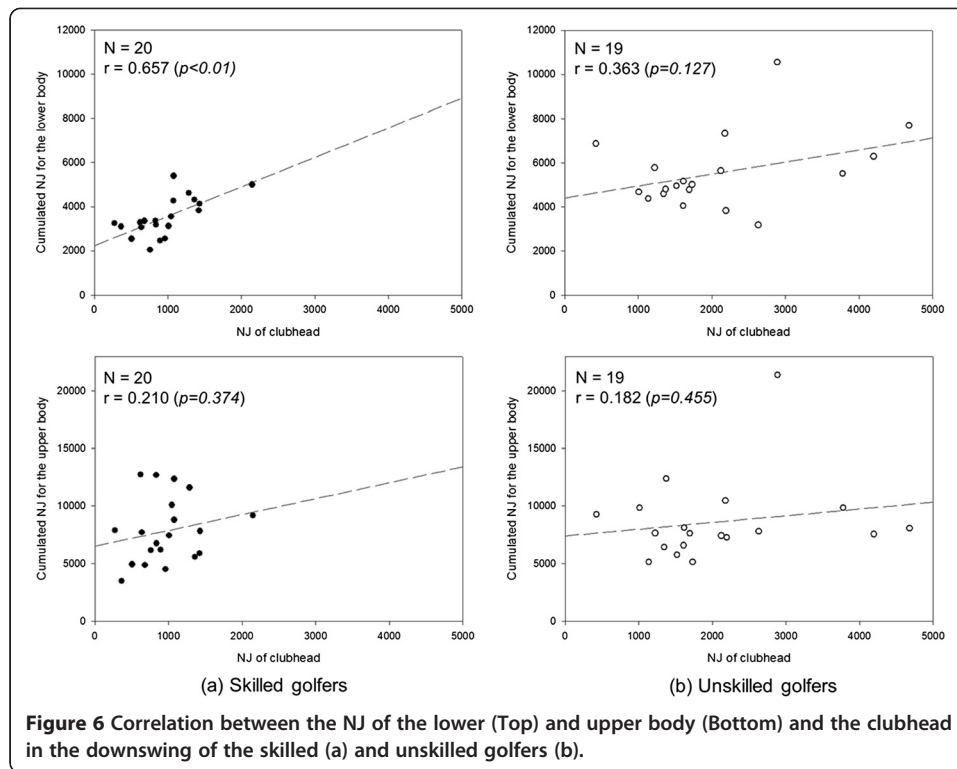 12000
10000
8000
6000
4000
2000
0
Cumulated NJ for the lower body
N = 20
r = 0.657 (p<0.01)
0 1000 2000 3000 4000 5000
NJ of clubhead
12000
10000
8000
6000
4000
2000
0
Cumulated NJ for the lower body
N = 19
r = 0.363 (p=0.127)
0 1000 2000 3000 4000 5000
NJ of clubhead
20000
15000
10000
5000
0
Cumulated NJ for the upper body
N = 20
r = 0.210 (p=0.374)
0 1000 2000 3000 4000 5000
NJ of clubhead
(a) Skilled golfers
20000
15000
10000
5000
0
Cumulated NJ for the upper body
N = 19
r = 0.182 (p=0.455)
0 1000 2000 3000 4000 5000
NJ of clubhead
(b) Unskilled golfers
Figure 6 Correlation between the NJ of the lower (Top) and upper body (Bottom) and the clubhead
in the downswing of the skilled (a) and unskilled golfers (b).